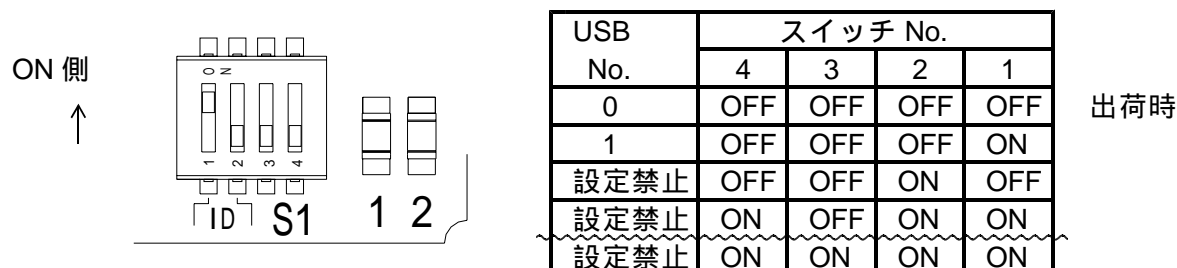 ON 側
↑
O N
1 2 3 4
ID S1 1 2
USB No. スイッチ No.
4 3 2 1
0 OFF OFF OFF OFF 出荷時
1 OFF OFF OFF ON
設定禁止 OFF OFF ON OFF
設定禁止 ON OFF ON ON
設定禁止 ON ON ON ON